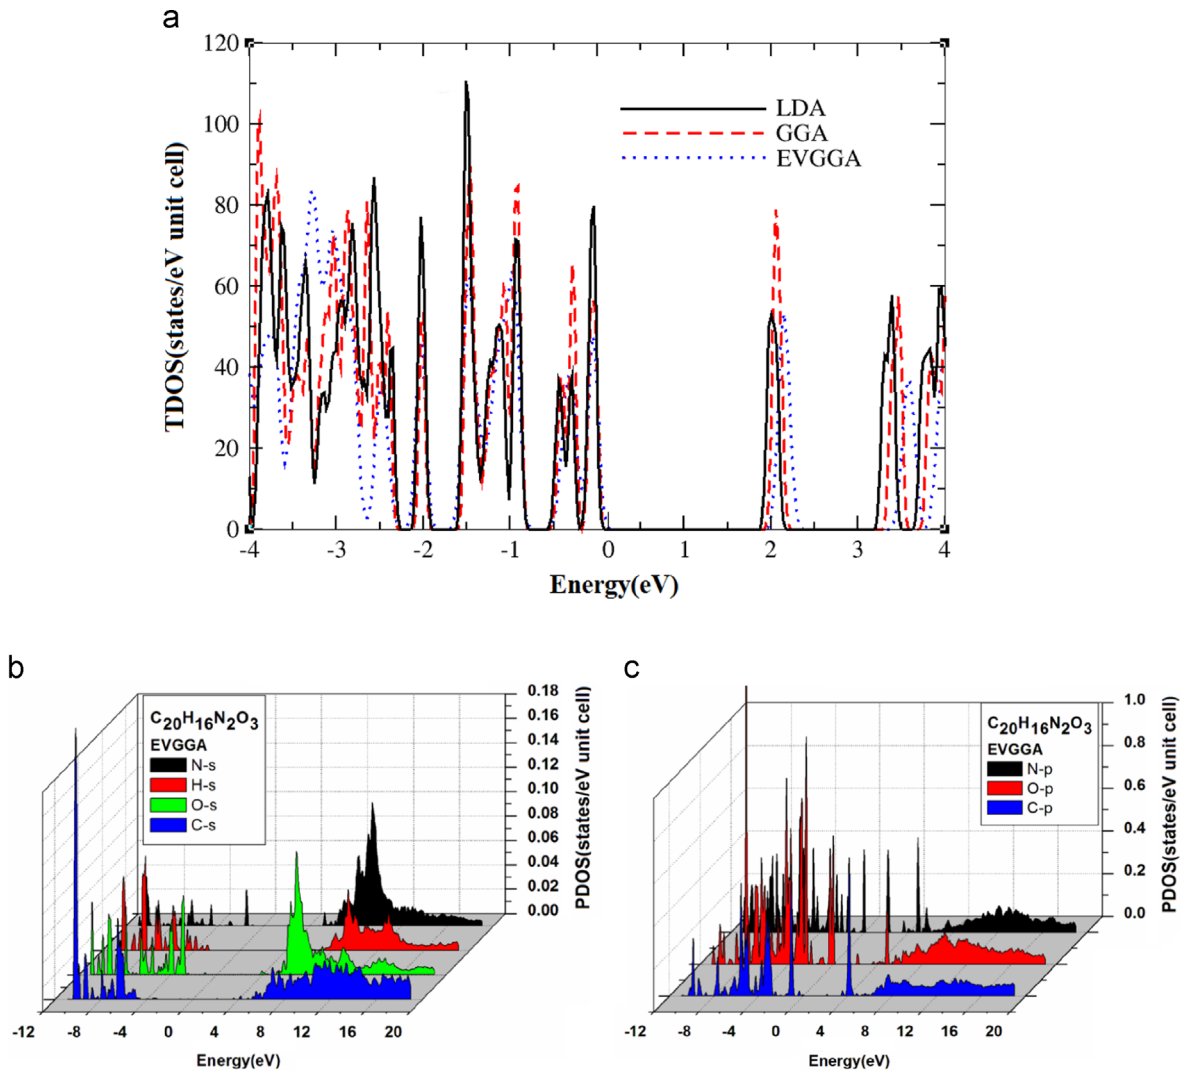 a
120
100
80
60
40
20
0
TDOS(states/eV unit cell)
LDA
GGA
EVGGA
-4 -3 -2 -1 0 1 2 3 4
Energy(eV)
b
C20H16N2O3
EVGGA
N-s
H-s
O-s
C-s
0.18
0.16
0.14
0.12
0.10
0.08
0.06
0.04
0.02
0.00
PDOS(states/eV unit cell)
-12 -8 -4 0 4 8 12 16 20
Energy(eV)
c
C20H16N2O3
EVGGA
N-p
O-p
C-p
1.0
0.8
0.6
0.4
0.2
0.0
PDOS(states/eV unit cell)
-12 -8 -4 0 4 8 12 16 20
Energy(eV)